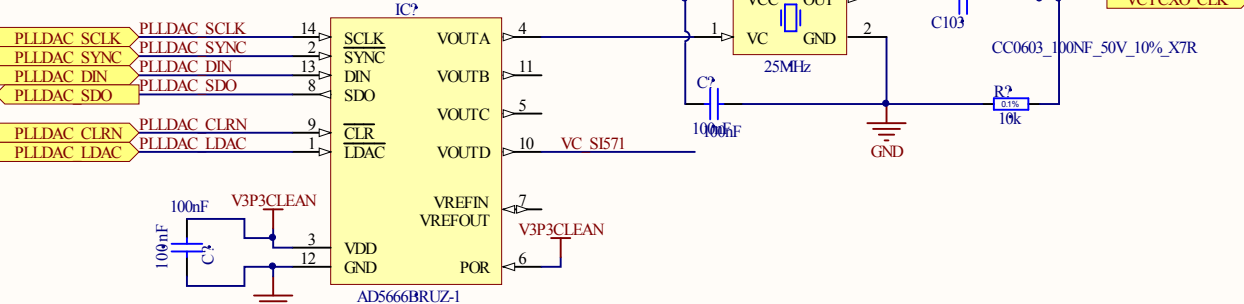 IC?
VCC
OUT
C103
VCTCXO_CLK
PLLDAC_SCLK
PLLDAC_SCLK
14
SCLK
VOUTA
4
1
VC
GND
2
PLLDAC_SYNC
PLLDAC_SYNC
2
SYNC
CC0603_100NF_50V_10%_X7R
25MHz
PLLDAC_DIN
PLLDAC_DIN
13
DIN
VOUTB
11
PLLDAC_SDO
PLLDAC_SDO
8
SDO
C?
R?
0.1%
10k
VOUTC
5
100nF
100nF
PLLDAC_CLRN
PLLDAC_CLRN
9
CLR
GND
PLLDAC_LDAC
PLLDAC_LDAC
1
LDAC
VOUTD
10
VC_SI571
100nF
V3P3CLEAN
VREFIN
7
VREFOUT
V3P3CLEAN
100nF
C?
3
VDD
12
GND
POR
6
AD5666BRUZ-1